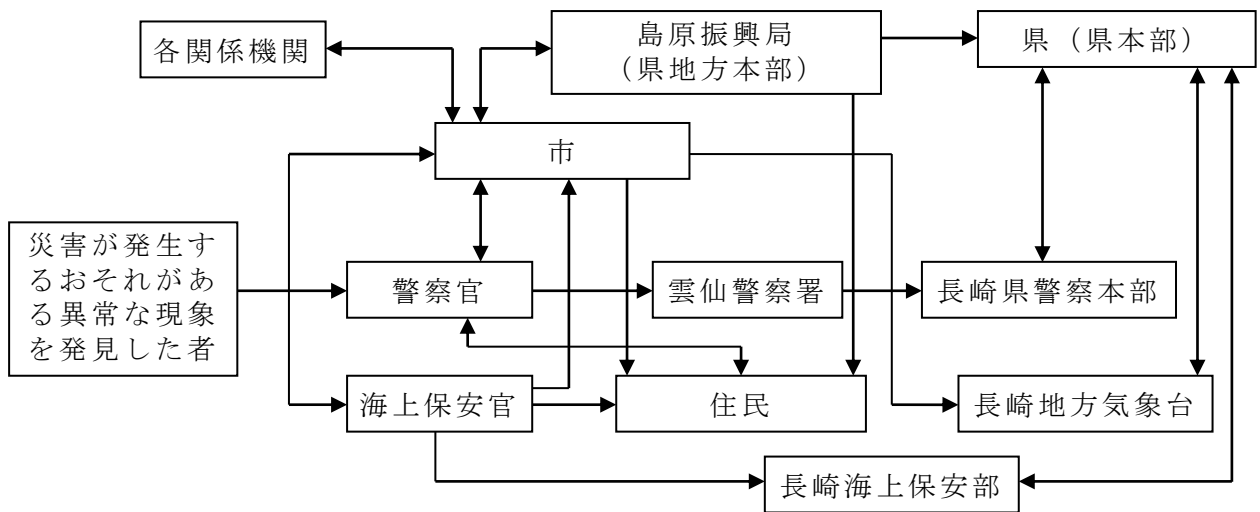 各関係機関
島原振興局
（県地方本部）
県（県本部）
市
災害が発生す
るおそれがあ
る異常な現象
を発見した者
警察官
雲仙警察署
長崎県警察本部
海上保安官
住民
長崎地方気象台
長崎海上保安部